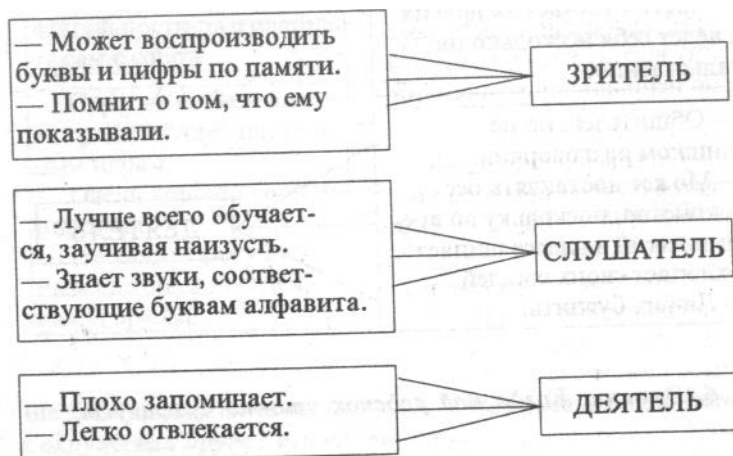 — Может воспроизводить
буквы и цифры по памяти.
— Помнит о том, что ему
показывали.
ЗРИТЕЛЬ
— Лучше всего обучает-
ся, заучивая наизусть.
— Знает звуки, соответ-
ствующие буквам алфавита.
СЛУШАТЕЛЬ
— Плохо запоминает.
— Легко отвлекается.
ДЕЯТЕЛЬ